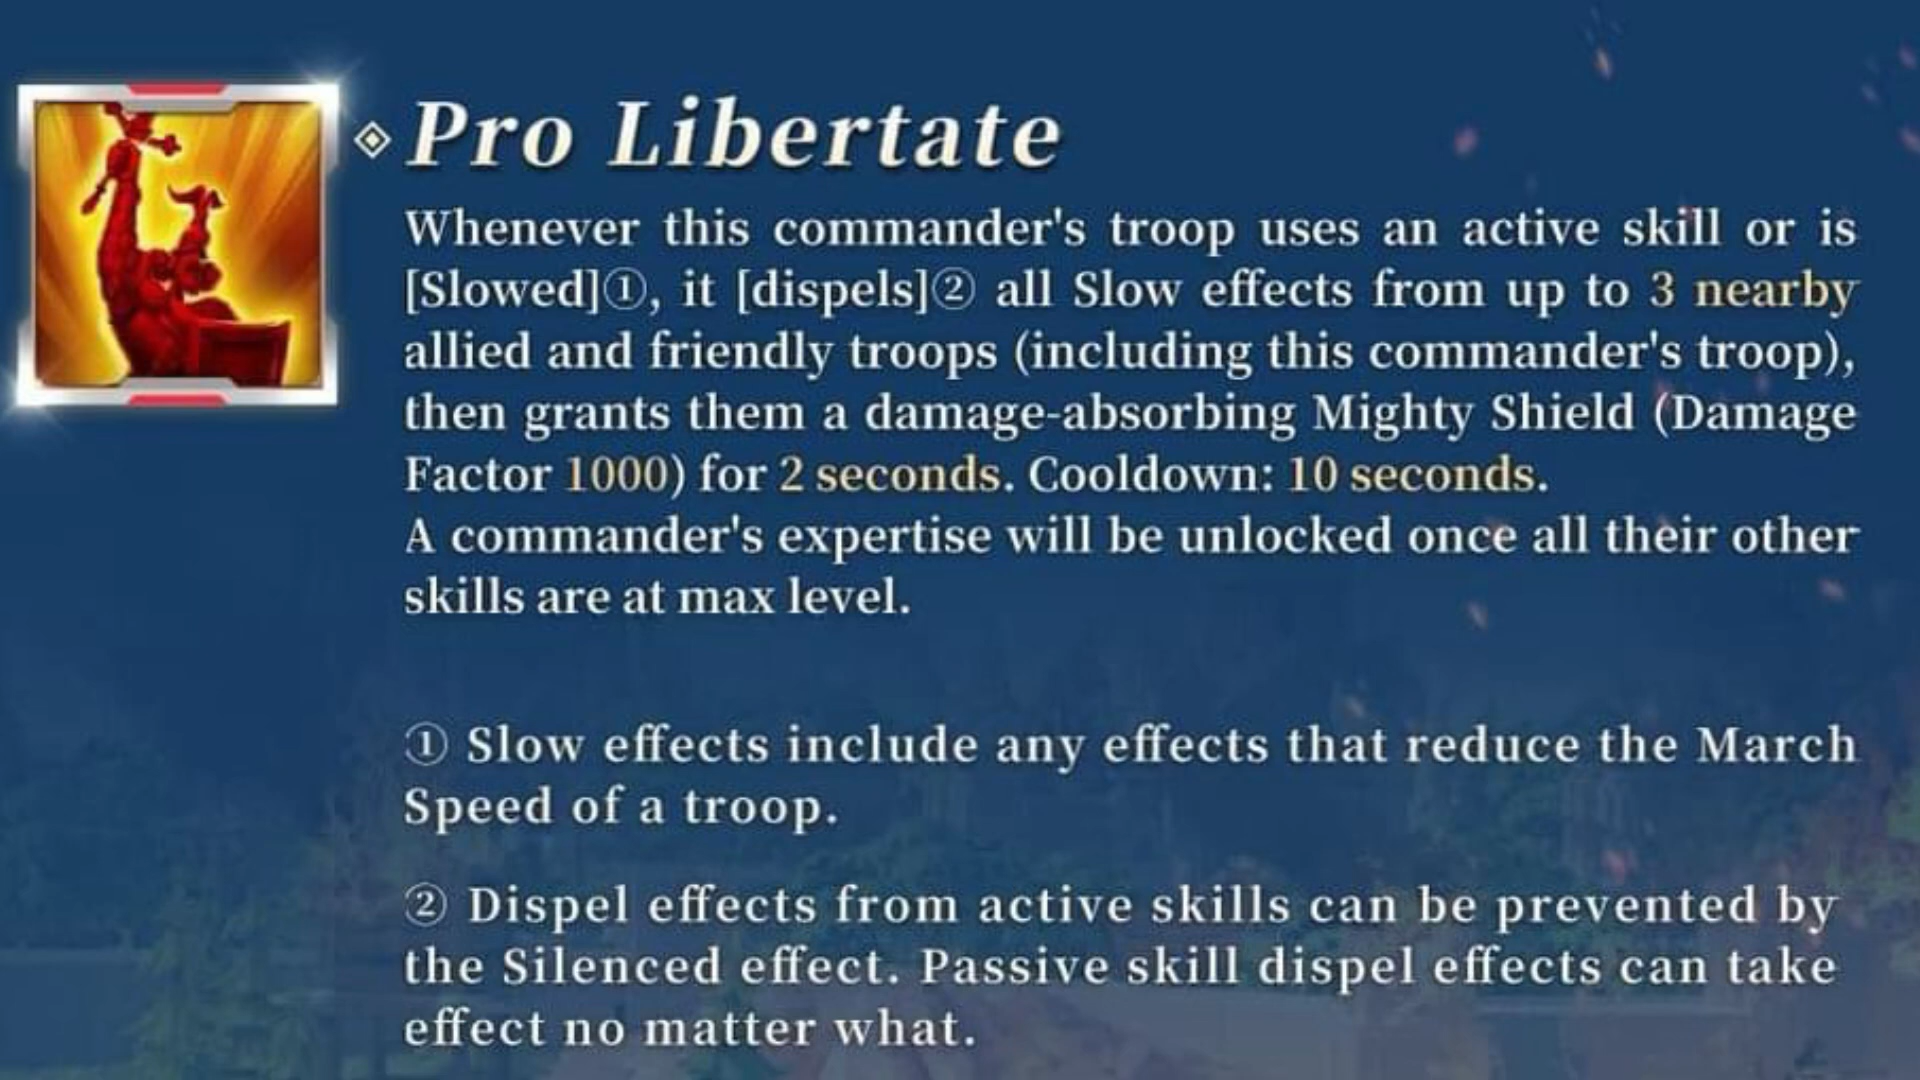 Pro Libertate
Whenever this commander's troop uses an active skill or is
[Slowed]①, it [dispels]② all Slow effects from up to 3 nearby
allied and friendly troops (including this commander's troop),
then grants them a damage-absorbing Mighty Shield (Damage
Factor 1000) for 2 seconds. Cooldown: 10 seconds.
A commander's expertise will be unlocked once all their other
skills are at max level.
① Slow effects include any effects that reduce the March
Speed of a troop.
② Dispel effects from active skills can be prevented by
the Silenced effect. Passive skill dispel effects can take
effect no matter what.